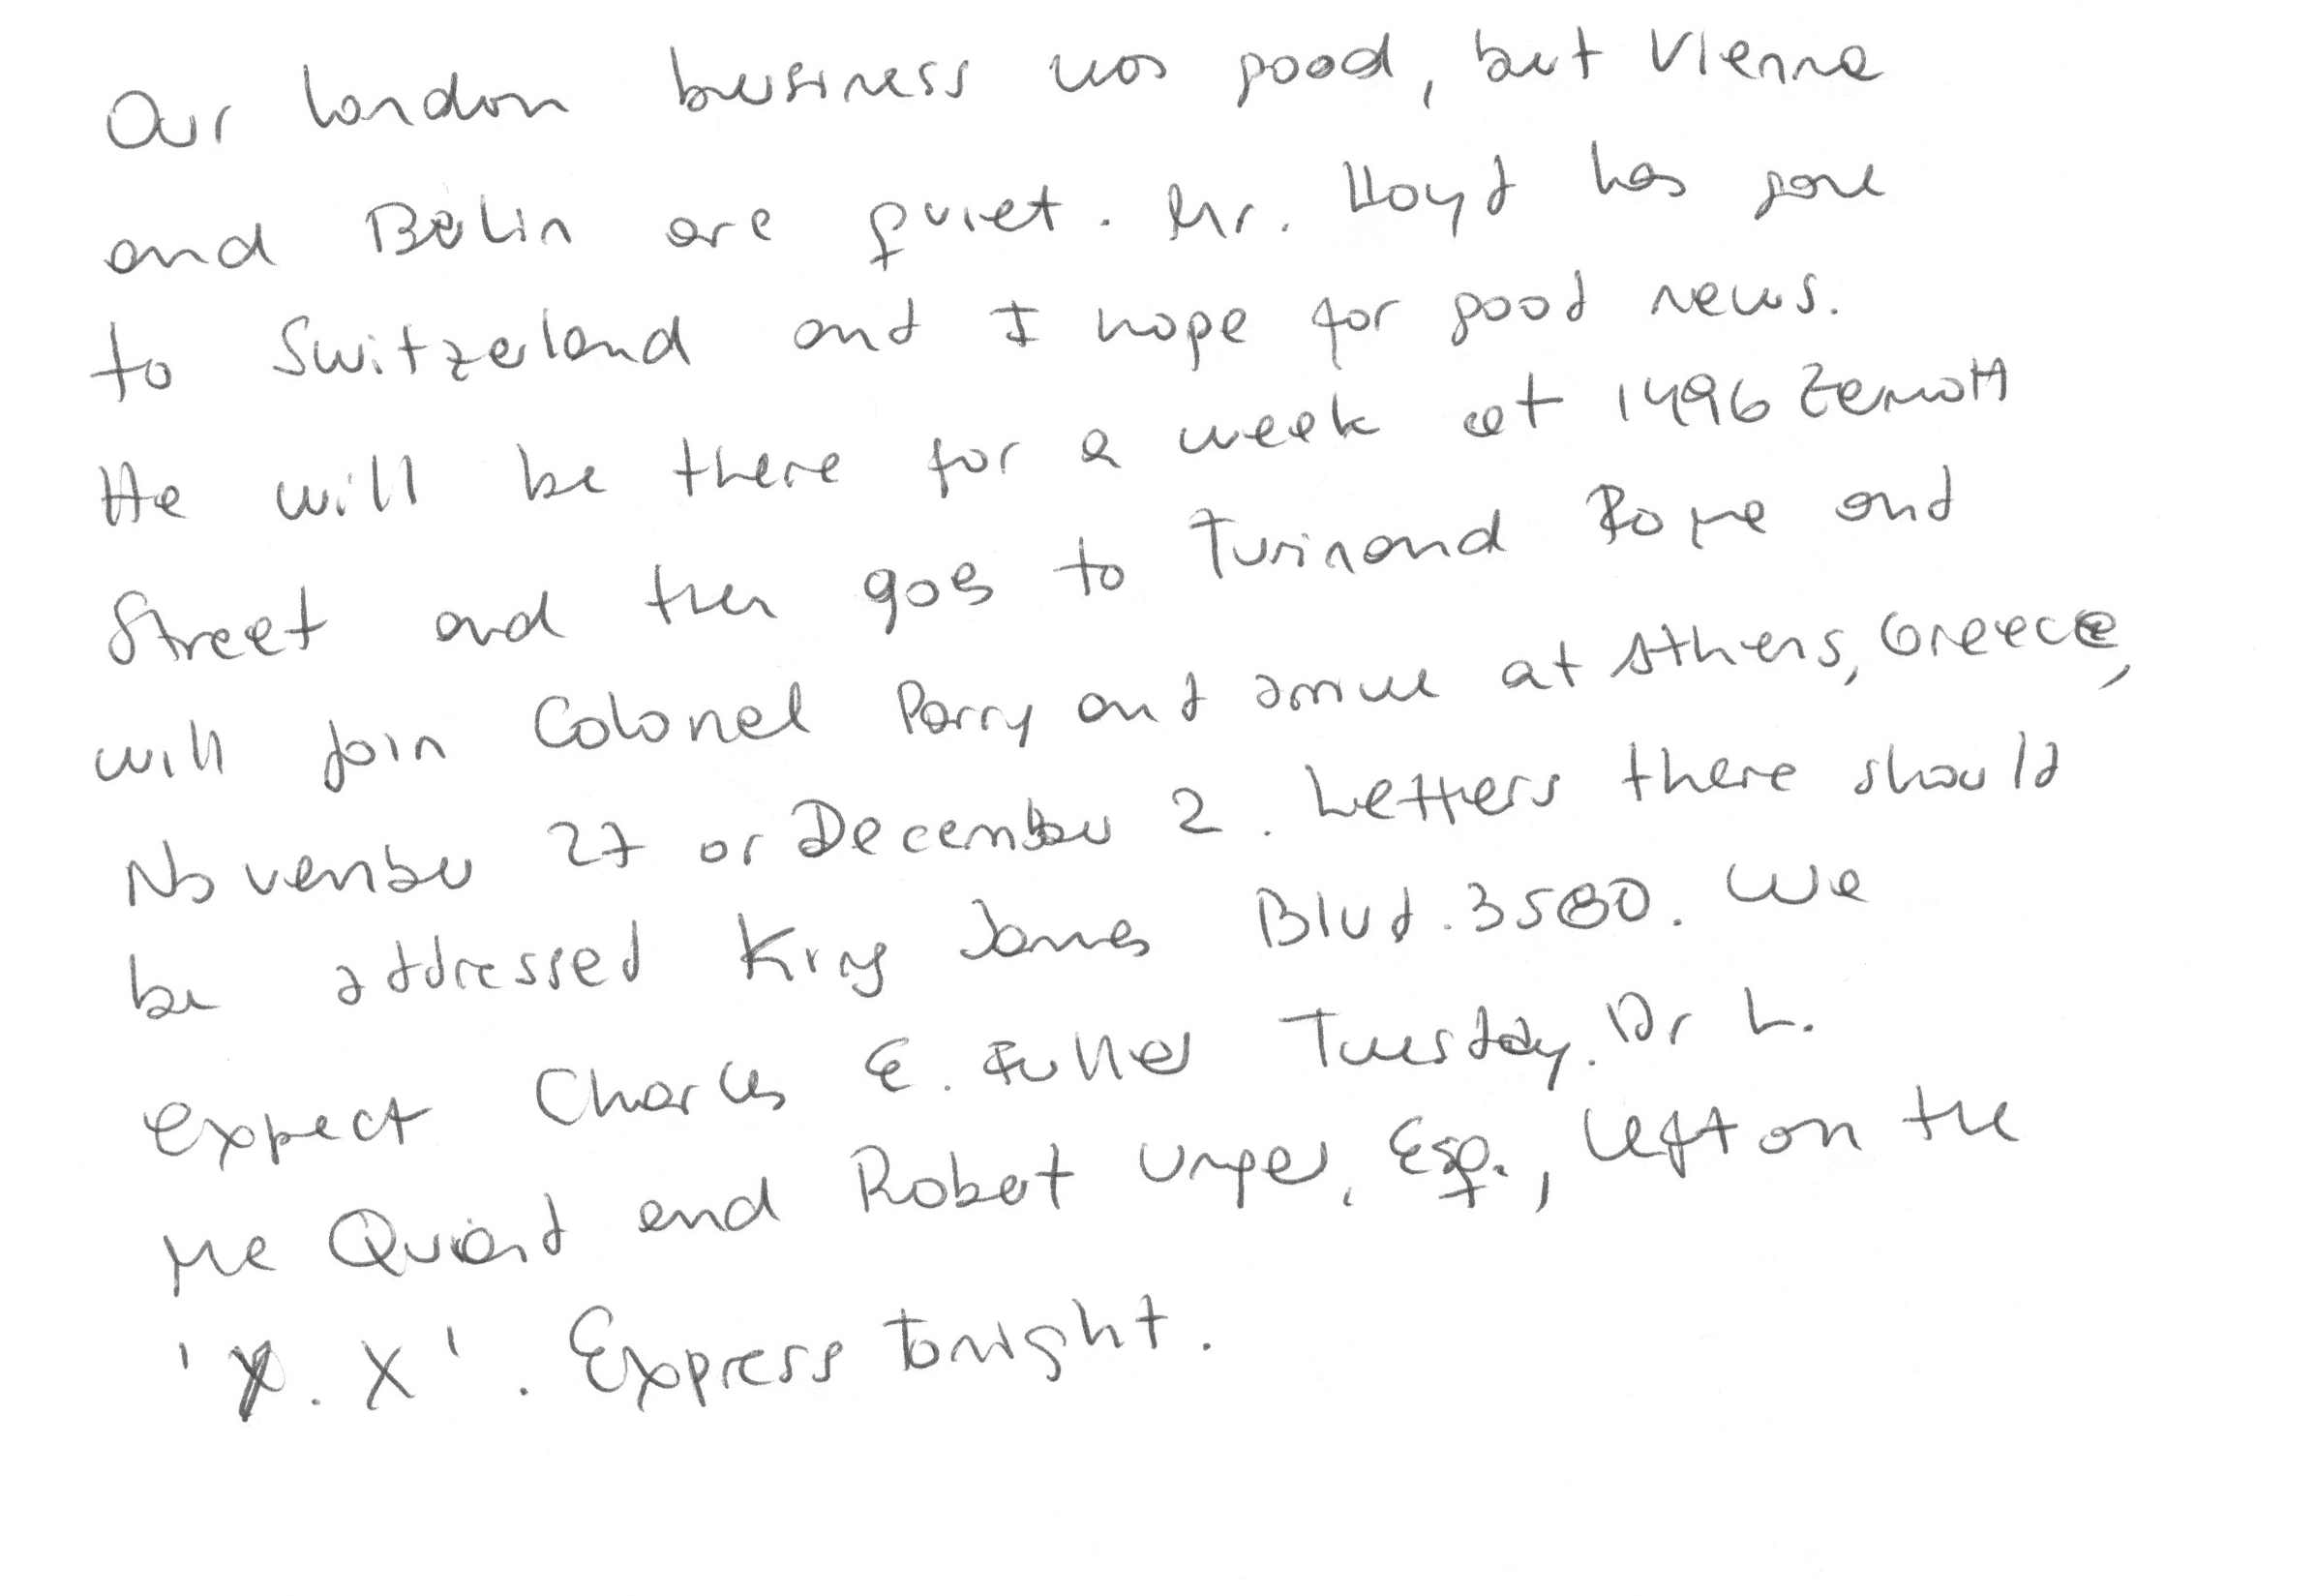 Our London business was good, but Vienna
and Berlin are quiet. Mr. Lloyd has gone
to Switzerland and I hope for good news.
He will be there for a week at 1496 Zermott
Street and then goes to Turin and Rome and
will join Colonel Parry and arrive at Athens, Greece,
November 27 or December 2. Letters there should
be addressed King James Blvd. 3580. We
expect Charles E. Fuller Tuesday. Dr L.
Mc Quaid and Robert Unger, Esq., left on the
'Y. X'. Express tonight.